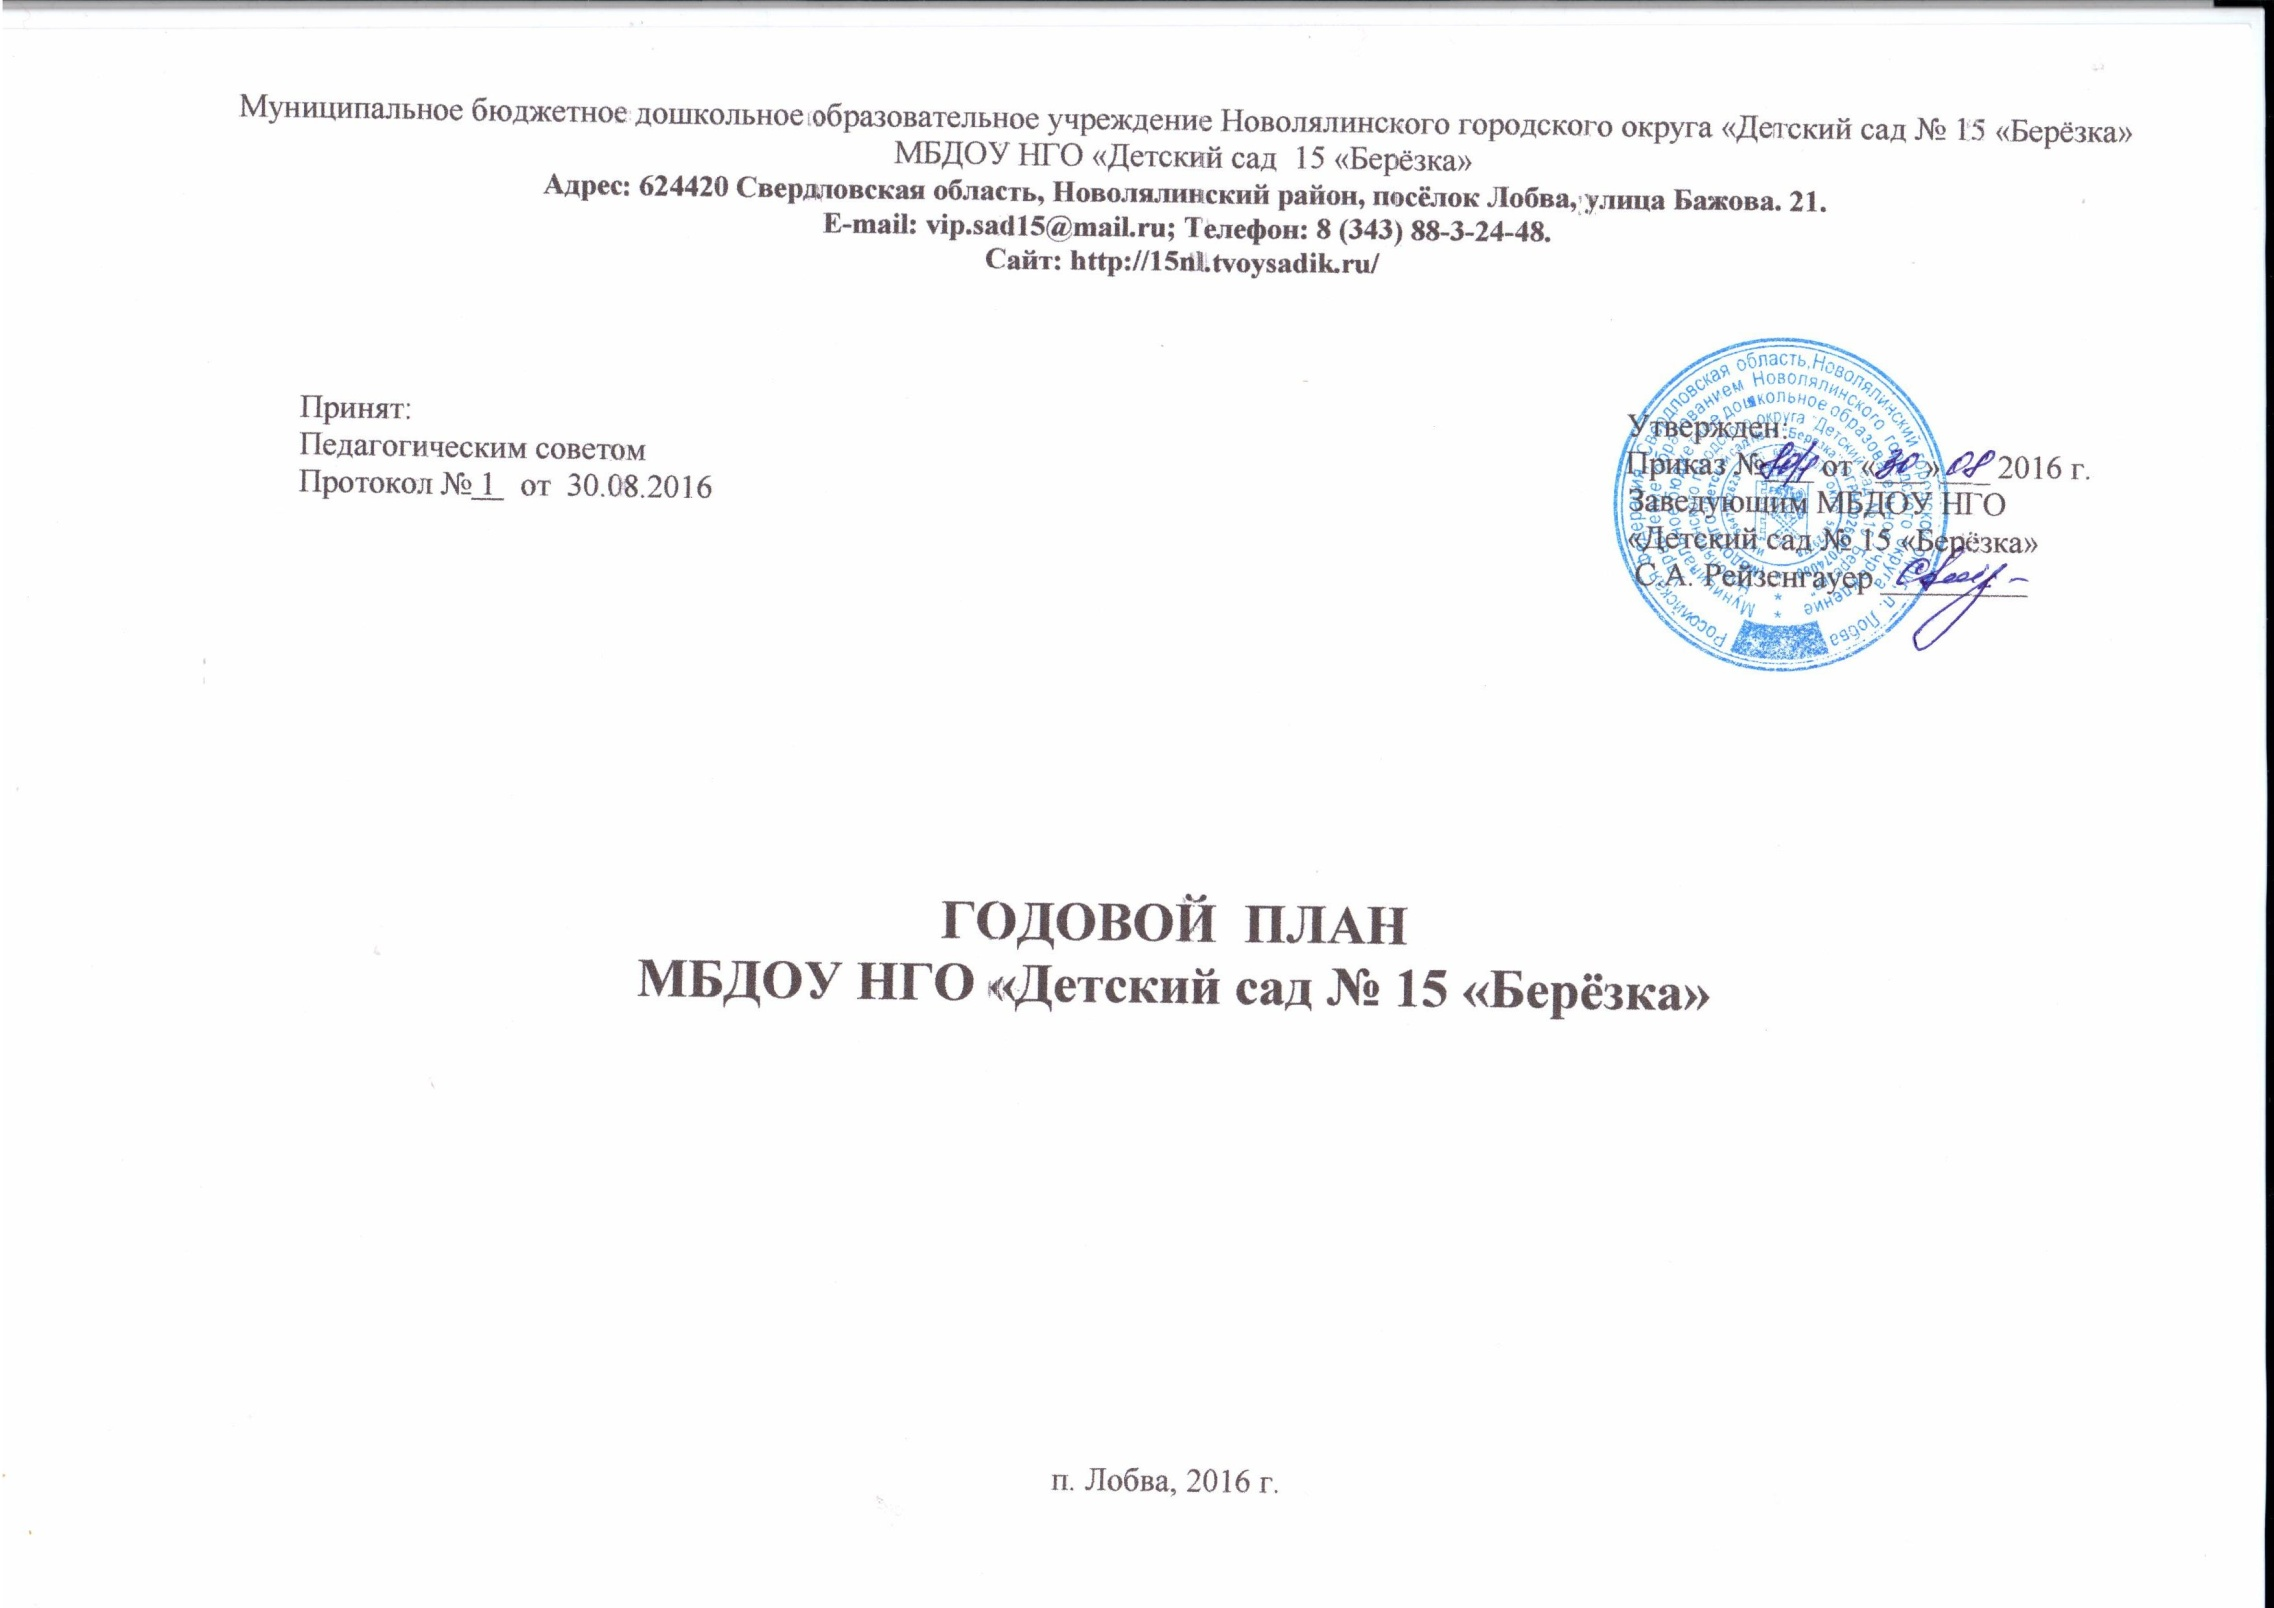 Муниципальное бюджетное дошкольное образовательное учреждение Новолялинского городского округа «Детский сад № 15 «Берёзка»
МБДОУ НГО «Детский сад 15 «Берёзка»
Адрес: 624420 Свердловская область, Новолялинский район, посёлок Лобва, улица Бажова. 21.
E-mail: vip.sad15@mail.ru; Телефон: 8 (343) 88-3-24-48.
Сайт: http://15nl.tvoysadik.ru/
Принят:
Педагогическим советом
Протокол № 1 от 30.08.2016
Утвержден:
Приказ № от «30» 08 2016 г.
Заведующим МБДОУ НГО
«Детский сад № 15 «Берёзка»
С.А. Рейзенгауер
ГОДОВОЙ ПЛАН
МБДОУ НГО «Детский сад № 15 «Берёзка»
п. Лобва, 2016 г.